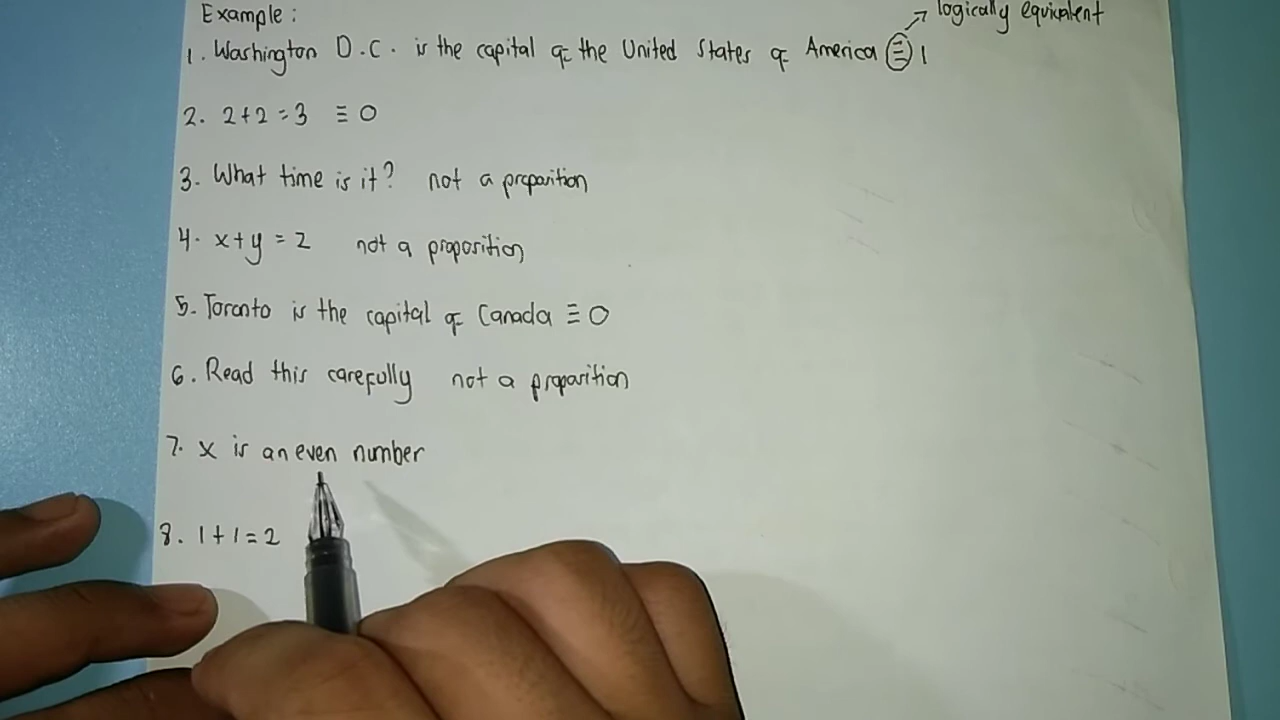 Example :
→ logically equivalent
1. Washington D.C. is the capital of the United States of America ≡ 1
2. 2+2=3 ≡ 0
3. What time is it? not a proposition
4. x+y=2 not a proposition
5. Toronto is the capital of Canada ≡ 0
6. Read this carefully not a proposition
7. x is an even number
8. 1+1=2